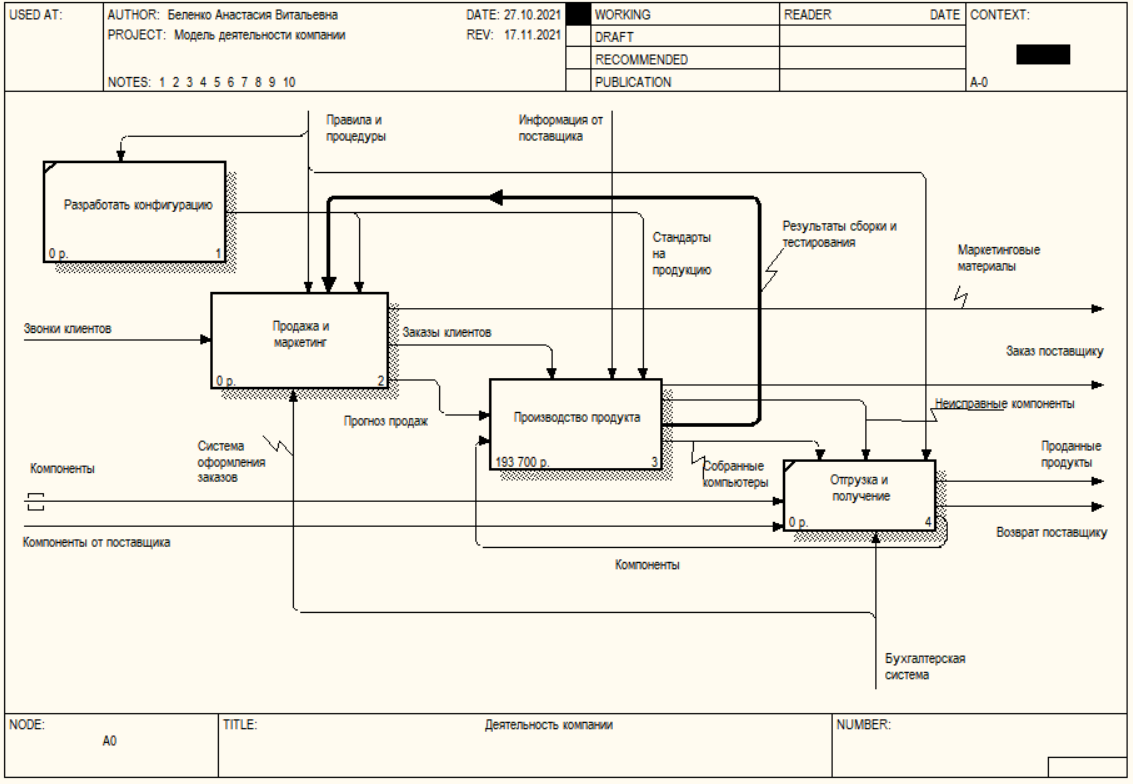 USED AT:
AUTHOR: Беленко Анастасия Витальевна
DATE: 27.10.2021
WORKING
READER
DATE
CONTEXT:
PROJECT: Модель деятельности компании
REV: 17.11.2021
DRAFT
RECOMMENDED
NOTES: 1 2 3 4 5 6 7 8 9 10
PUBLICATION
A-0
Правила и
процедуры
Информация от
поставщика
Разработать конфигурацию
0 р.
1
Стандарты
на
продукцию
Результаты сборки и
тестирования
Маркетинговые
материалы
Звонки клиентов
Продажа и
маркетинг
0 р.
2
Заказы клиентов
Заказ поставщику
Прогноз продаж
Производство продукта
193 700 р.
3
Неисправные компоненты
Система
оформления
заказов
Компоненты
Собранные
компьютеры
Проданные
продукты
Отгрузка и
получение
0 р.
4
Компоненты от поставщика
Возврат поставщику
Компоненты
Бухгалтерская
система
NODE:
A0
TITLE:
Деятельность компании
NUMBER: